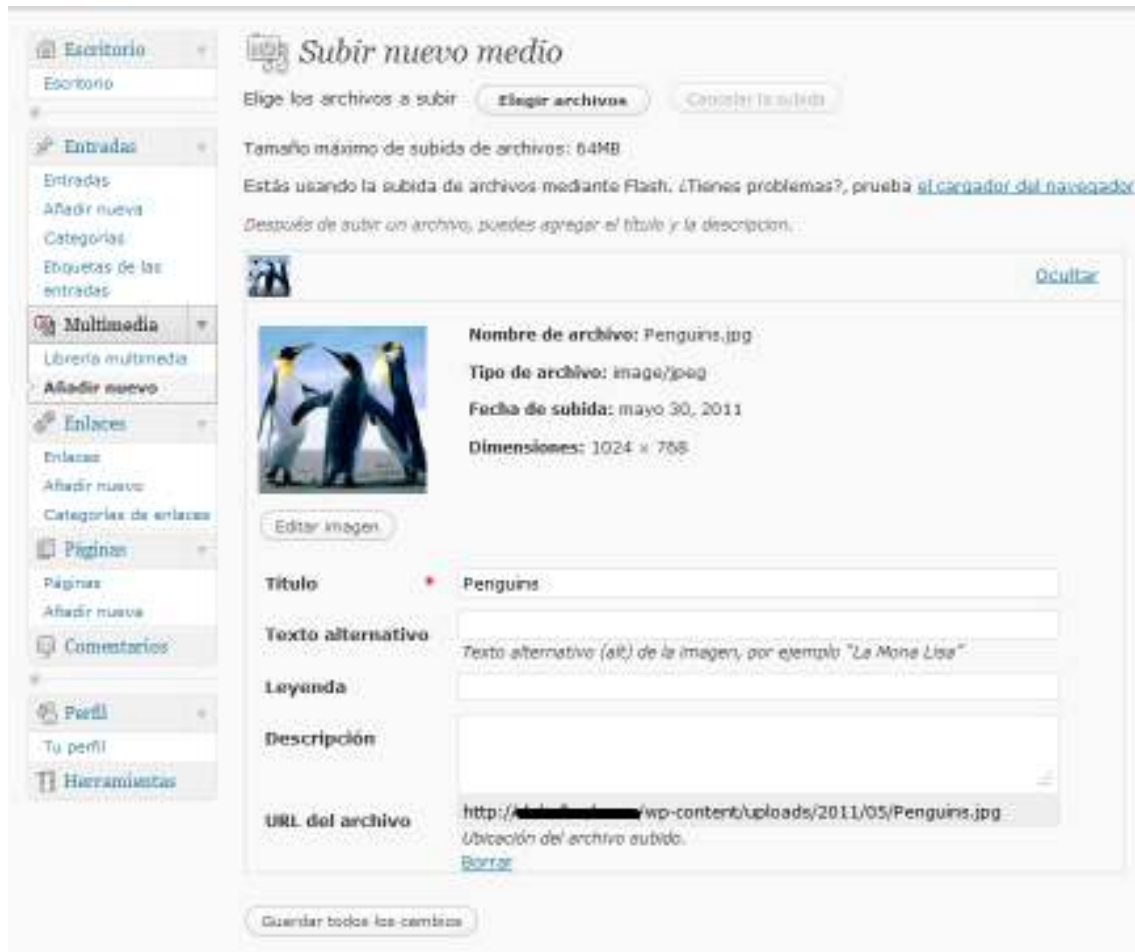 Escritorio
Escritorio
Entradas
Entradas
Añadir nueva
Categorías
Etiquetas de las
entradas
Multimedia
Librería multimedia
Añadir nuevo
Enlaces
Enlaces
Añadir nuevo
Categorías de enlaces
Páginas
Páginas
Añadir nueva
Comentarios
Perfil
Tu perfil
Herramientas
Subir nuevo medio
Elige los archivos a subir Elegir archivos Cancelar la subida
Tamaño máximo de subida de archivos: 64MB
Estás usando la subida de archivos mediante Flash. ¿Tienes problemas?, prueba el cargador del navegador
Después de subir un archivo, puedes agregar el título y la descripcion.
Ocultar
Nombre de archivo: Penguins.jpg
Tipo de archivo: image/jpeg
Fecha de subida: mayo 30, 2011
Dimensiones: 1024 × 768
Editar imagen
Título * Penguins
Texto alternativo
Texto alternativo (alt) de la imagen, por ejemplo "La Mona Lisa"
Leyenda
Descripción
URL del archivo http:// /wp-content/uploads/2011/05/Penguins.jpg
Ubicación del archivo subido.
Borrar
Guardar todos los cambios